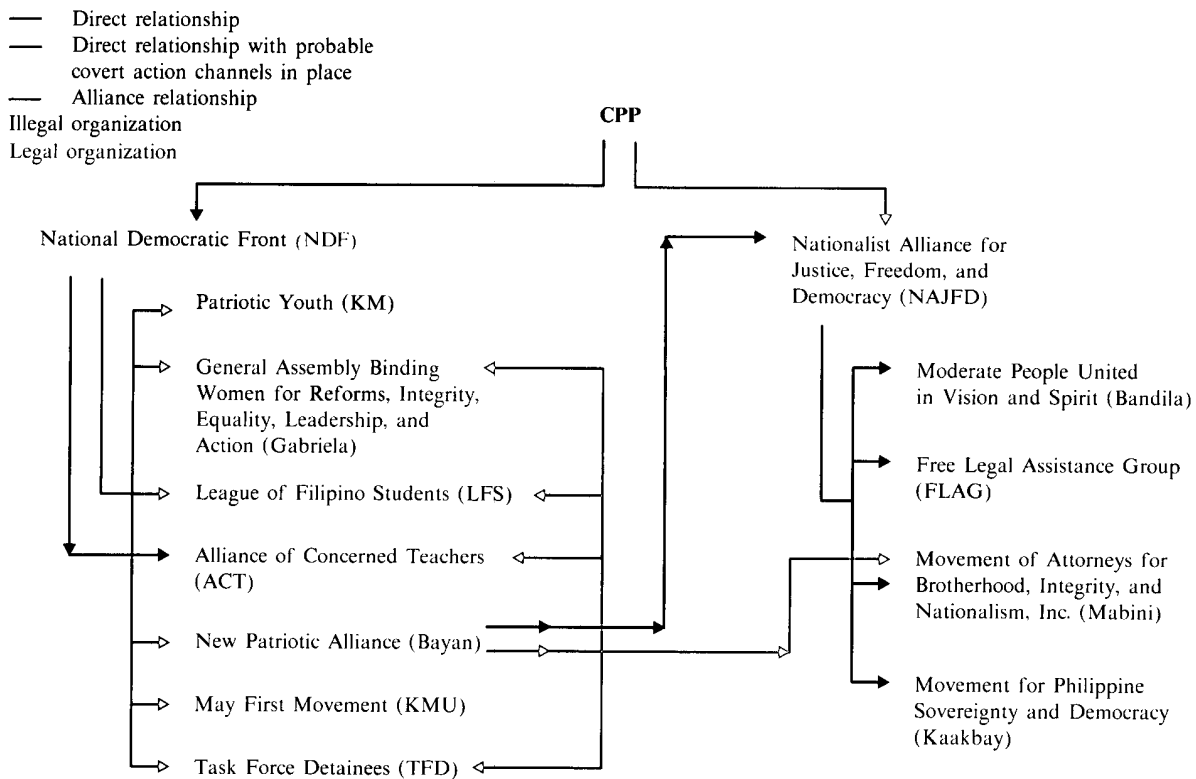 Direct relationship
Direct relationship with probable
covert action channels in place
Alliance relationship
Illegal organization
Legal organization
CPP
National Democratic Front (NDF)
Nationalist Alliance for
Justice, Freedom, and
Democracy (NAJFD)
Patriotic Youth (KM)
General Assembly Binding
Women for Reforms, Integrity,
Equality, Leadership, and
Action (Gabriela)
League of Filipino Students (LFS)
Alliance of Concerned Teachers
(ACT)
New Patriotic Alliance (Bayan)
May First Movement (KMU)
Task Force Detainees (TFD)
Moderate People United
in Vision and Spirit (Bandila)
Free Legal Assistance Group
(FLAG)
Movement of Attorneys for
Brotherhood, Integrity, and
Nationalism, Inc. (Mabini)
Movement for Philippine
Sovereignty and Democracy
(Kaakbay)